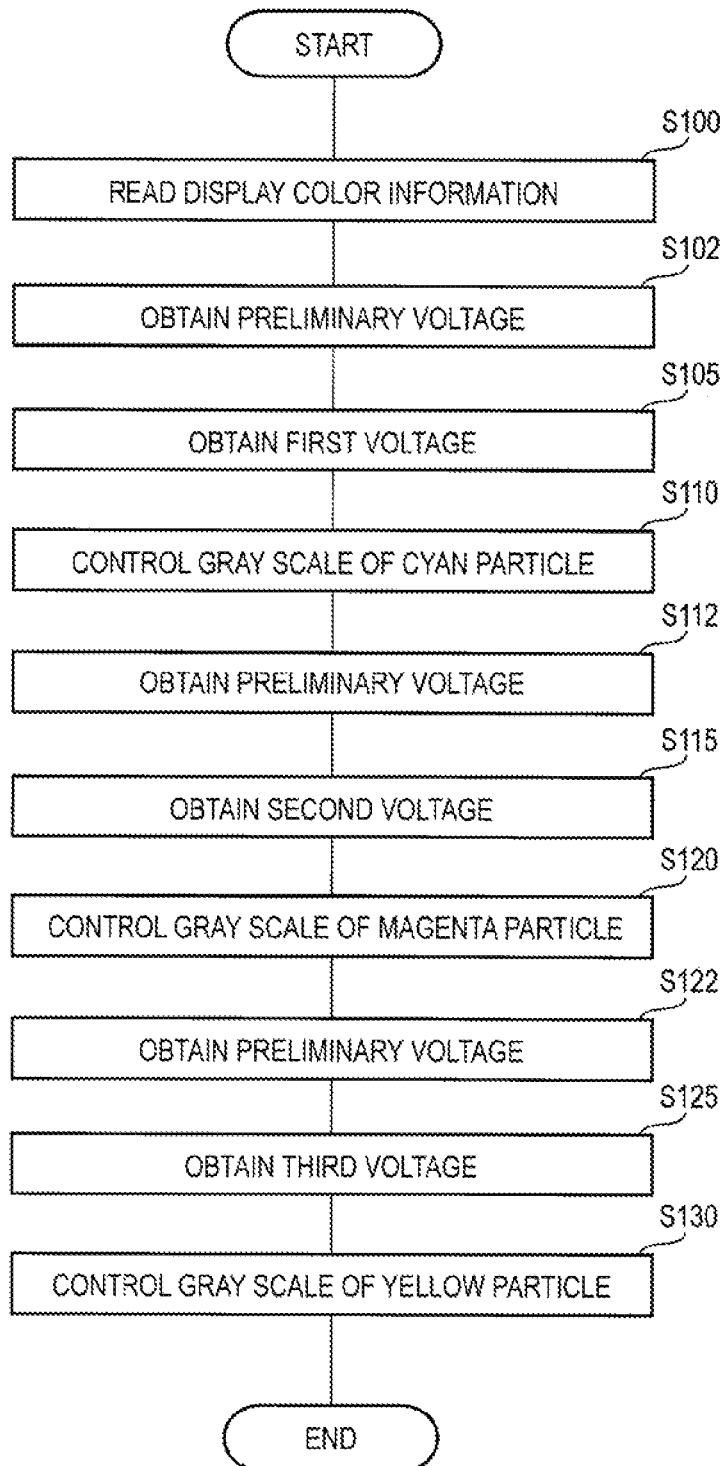 START
S100
READ DISPLAY COLOR INFORMATION
S102
OBTAIN PRELIMINARY VOLTAGE
S105
OBTAIN FIRST VOLTAGE
S110
CONTROL GRAY SCALE OF CYAN PARTICLE
S112
OBTAIN PRELIMINARY VOLTAGE
S115
OBTAIN SECOND VOLTAGE
S120
CONTROL GRAY SCALE OF MAGENTA PARTICLE
S122
OBTAIN PRELIMINARY VOLTAGE
S125
OBTAIN THIRD VOLTAGE
S130
CONTROL GRAY SCALE OF YELLOW PARTICLE
END